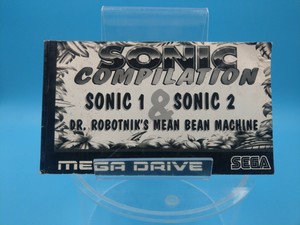 SONIC
COMPILATION
SONIC 1 & SONIC 2
DR. ROBOTNIK'S MEAN BEAN MACHINE
MEGA DRIVE SEGA